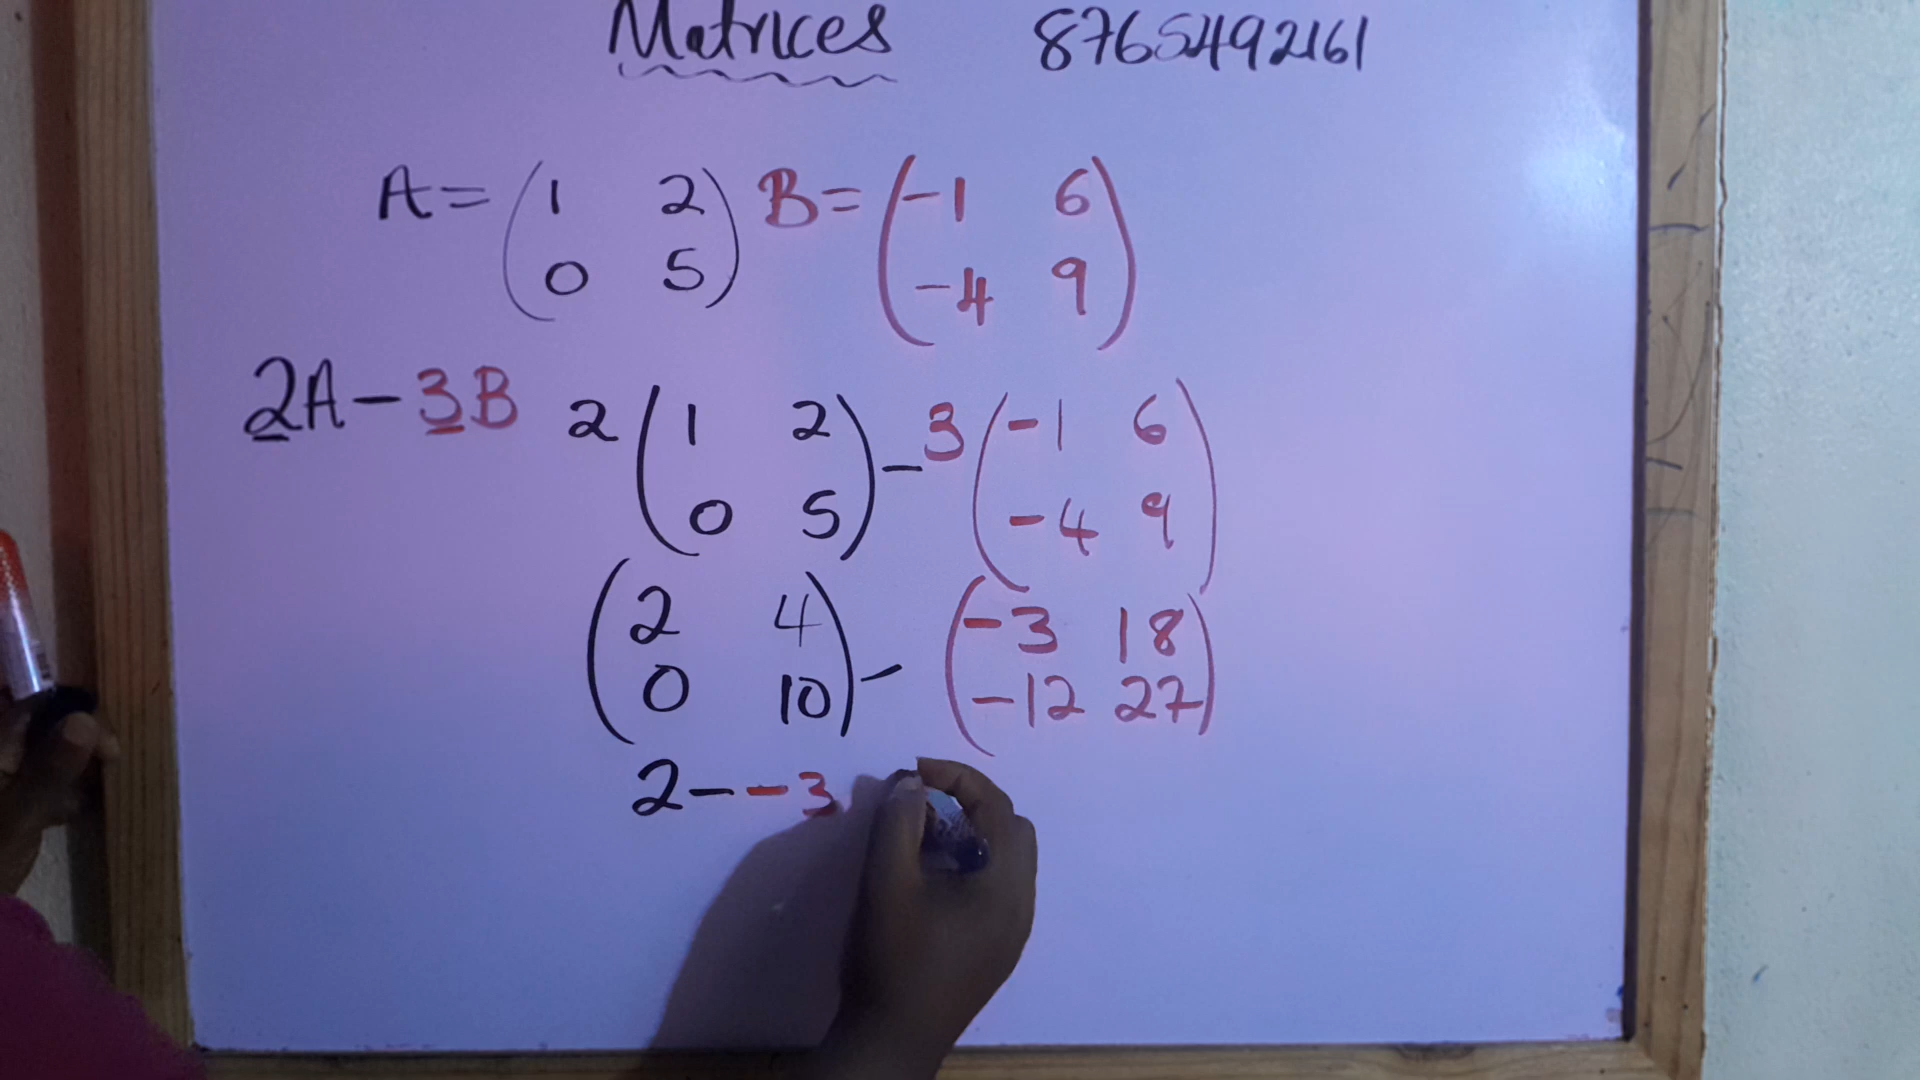 Matrices 8765492161
A = (1 2) B = (-1 6)
(0 5) (-4 9)
2A - 3B 2(1 2) - 3(-1 6)
(0 5) (-4 9)
(2 4) - (-3 18)
(0 10) (-12 27)
2 - -3